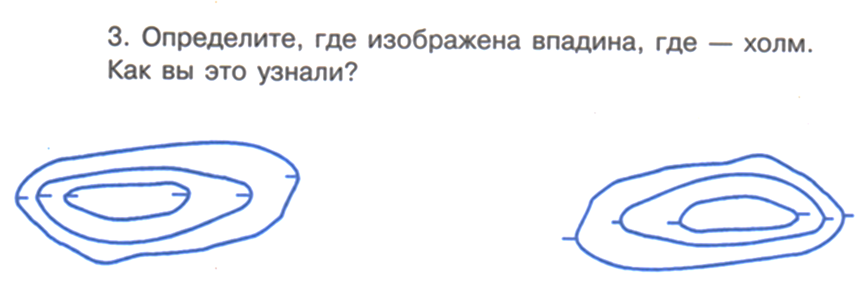 3. Определите, где изображена впадина, где — холм.
Как вы это узнали?